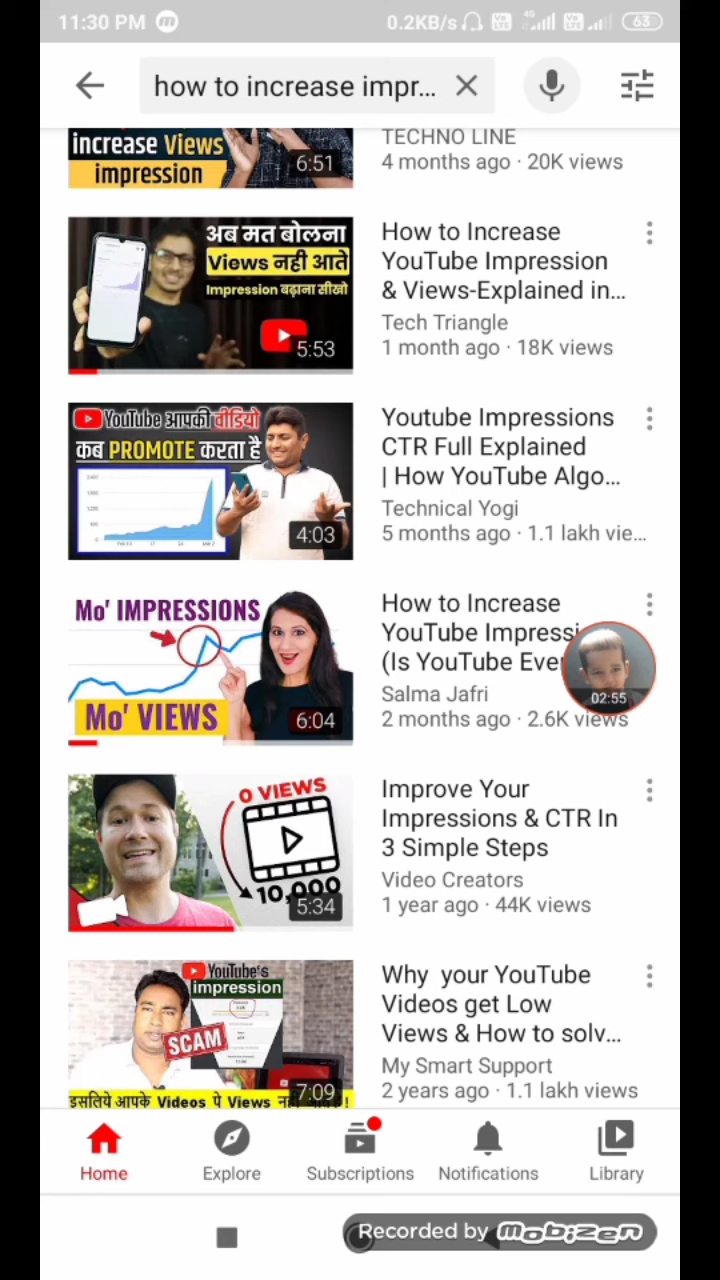 11:30 PM
0.2KB/s
4G
63
how to increase impr...
increase Views
impression
6:51
TECHNO LINE
4 months ago · 20K views
अब मत बोलना
Views नही आते
Impression बढ़ाना सीखो
5:53
How to Increase
YouTube Impression
& Views-Explained in...
Tech Triangle
1 month ago · 18K views
YouTube आपकी वीडियो
कब PROMOTE करता है
4:03
Youtube Impressions
CTR Full Explained
| How YouTube Algo...
Technical Yogi
5 months ago · 1.1 lakh vie...
Mo' IMPRESSIONS
Mo' VIEWS
6:04
How to Increase
YouTube Impressi
(Is YouTube Eve
Salma Jafri
2 months ago · 2.6K views
02:55
0 VIEWS
10,000
5:34
Improve Your
Impressions & CTR In
3 Simple Steps
Video Creators
1 year ago · 44K views
YouTube's
impression
SCAM
इसलिये आपके Videos पे Views
7:09
Why your YouTube
Videos get Low
Views & How to solv...
My Smart Support
2 years ago · 1.1 lakh views
Home
Explore
Subscriptions
Notifications
Library
Recorded by mobizen